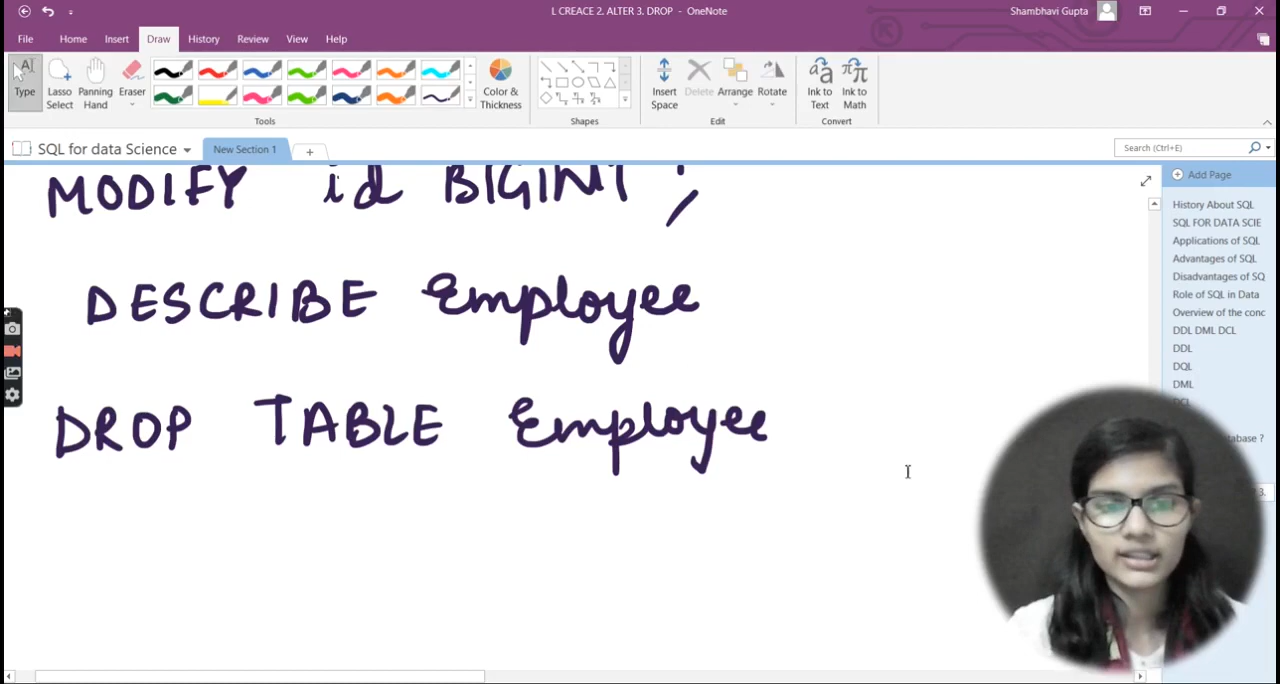 L CREACE 2. ALTER 3. DROP - OneNote
Shambhavi Gupta
File Home Insert Draw History Review View Help
Type
Lasso Select
Panning Hand
Eraser
Color & Thickness
Insert Space
Delete
Arrange
Rotate
Ink to Text
Ink to Math
Tools
Shapes
Edit
Convert
SQL for data Science
New Section 1
Search (Ctrl+E)
Add Page
History About SQL
SQL FOR DATA SCIE
Applications of SQL
Advantages of SQL
Disadvantages of SQ
Role of SQL in Data
Overview of the conc
DDL DML DCL
DDL
DQL
DML
DCL
tabase ?
3.
MODIFY id BIGINT ;
DESCRIBE Employee
DROP TABLE Employee